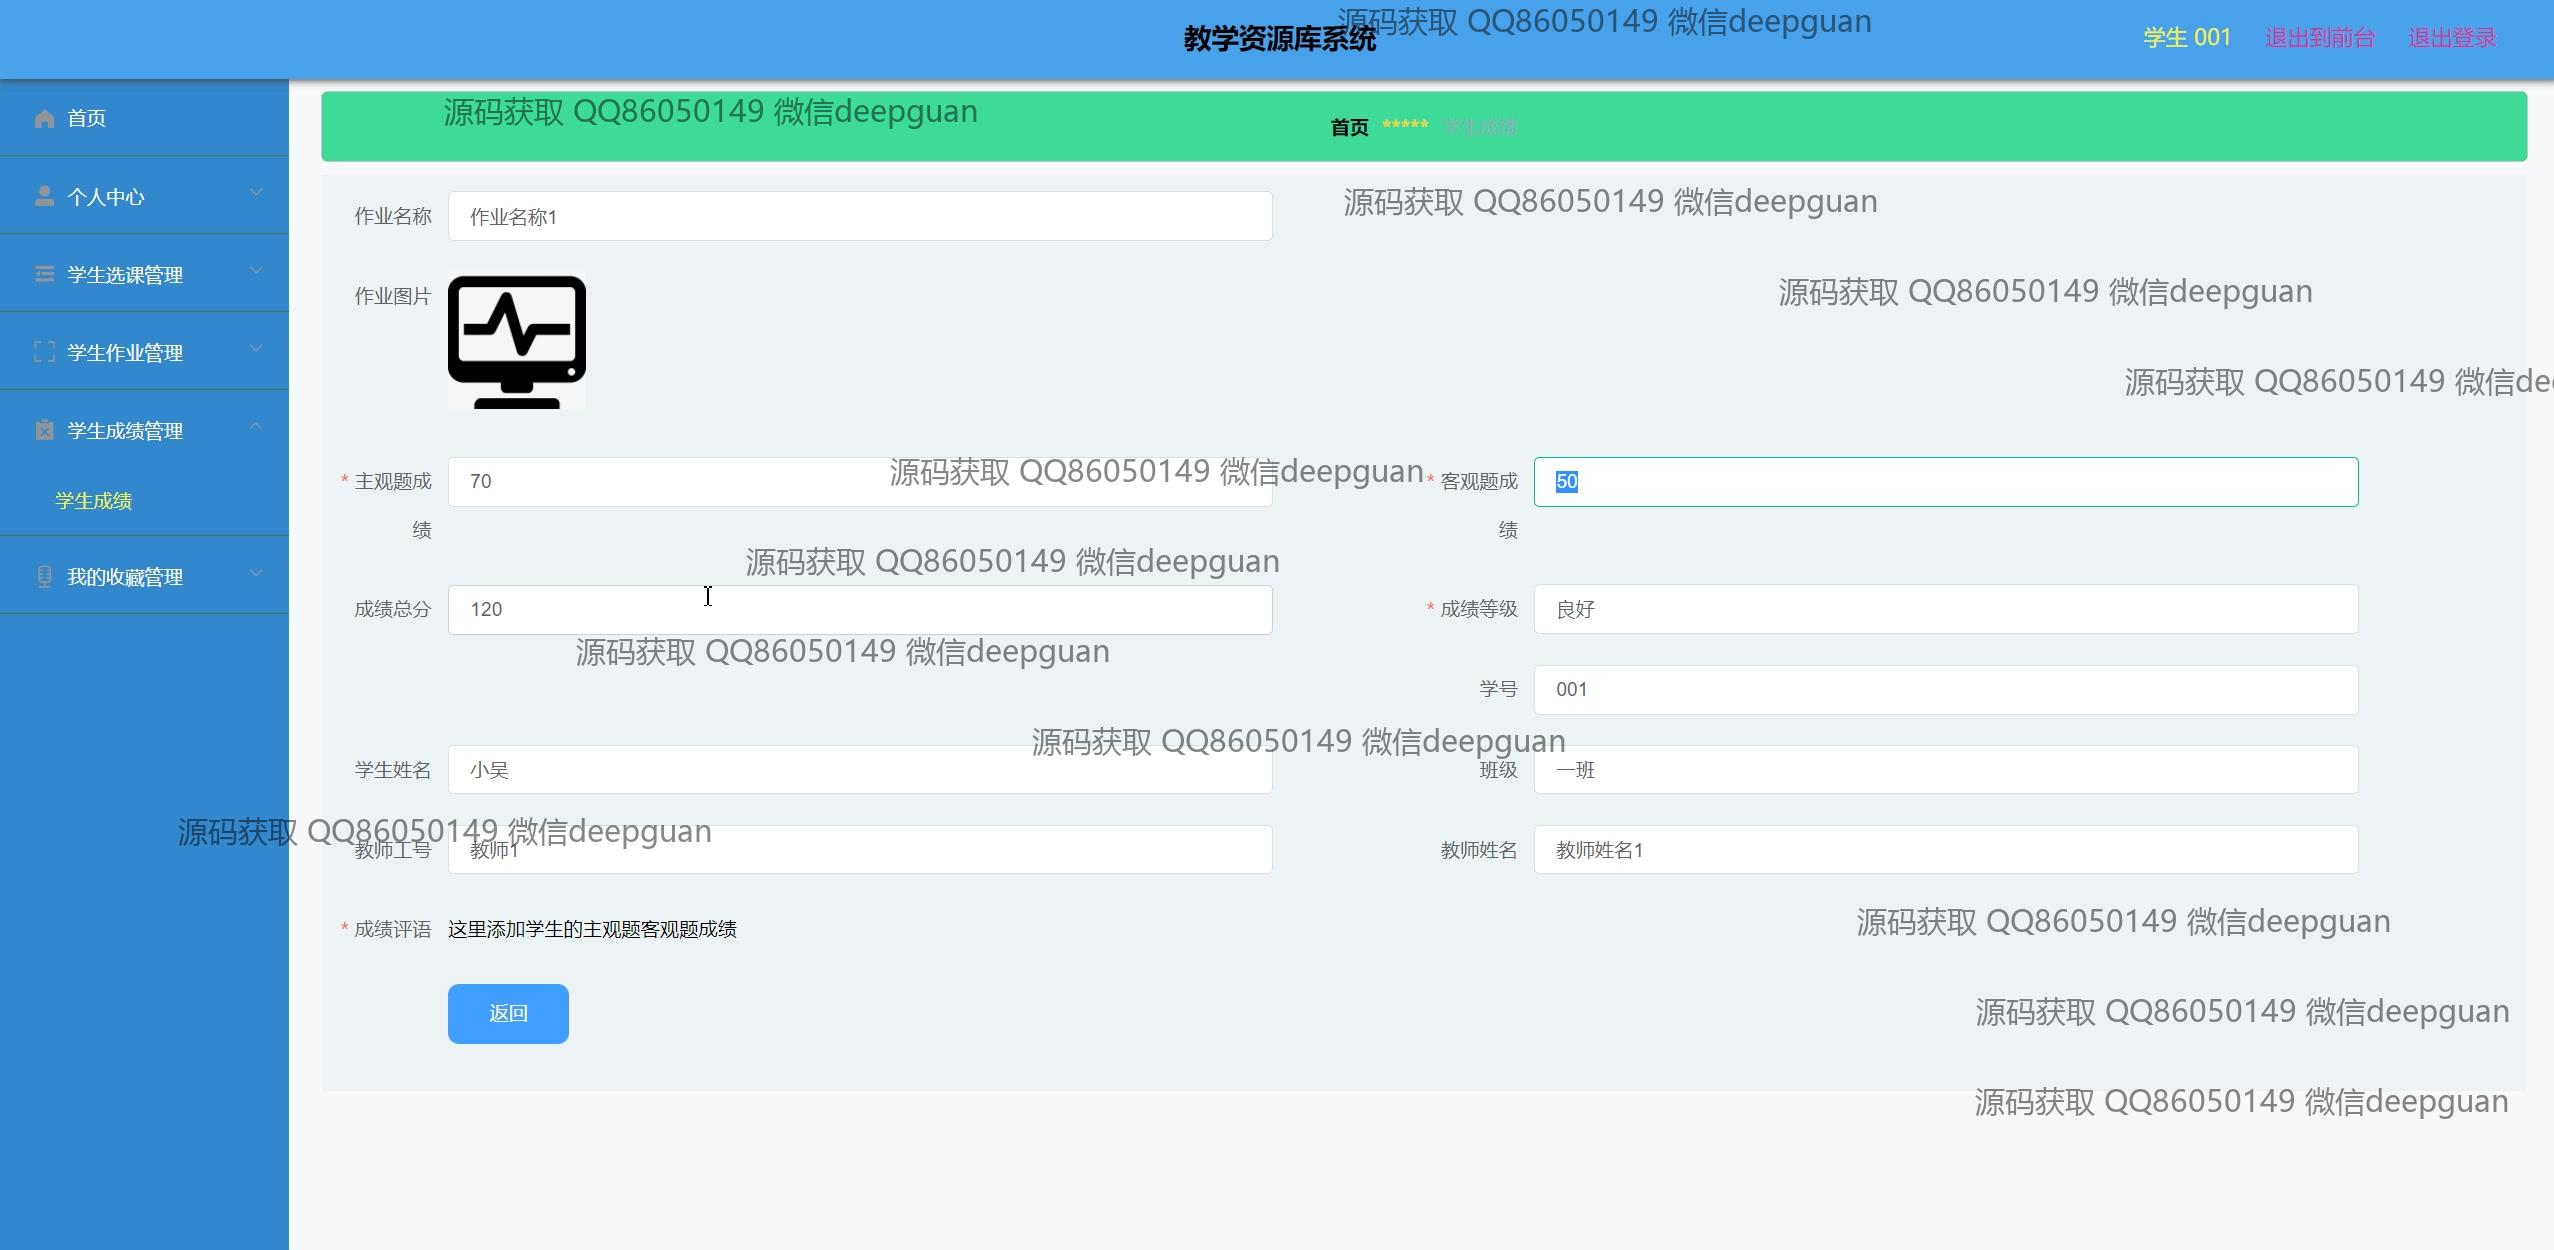 源码获取 QQ86050149 微信deepguan
教学资源库系统
学生 001 退出到前台 退出登录
首页
源码获取 QQ86050149 微信deepguan
首页 ***** 学生成绩
个人中心
作业名称 作业名称1
源码获取 QQ86050149 微信deepguan
学生选课管理
作业图片
源码获取 QQ86050149 微信deepguan
学生作业管理
源码获取 QQ86050149 微信de
学生成绩管理
* 主观题成绩 70
源码获取 QQ86050149 微信deepguan
* 客观题成绩 50
学生成绩
源码获取 QQ86050149 微信deepguan
我的收藏管理
成绩总分 120
* 成绩等级 良好
源码获取 QQ86050149 微信deepguan
学号 001
源码获取 QQ86050149 微信deepguan
学生姓名 小吴
班级 一班
源码获取 QQ86050149 微信deepguan
教师工号 教师1
教师姓名 教师姓名1
* 成绩评语 这里添加学生的主观题客观题成绩
源码获取 QQ86050149 微信deepguan
返回
源码获取 QQ86050149 微信deepguan
源码获取 QQ86050149 微信deepguan